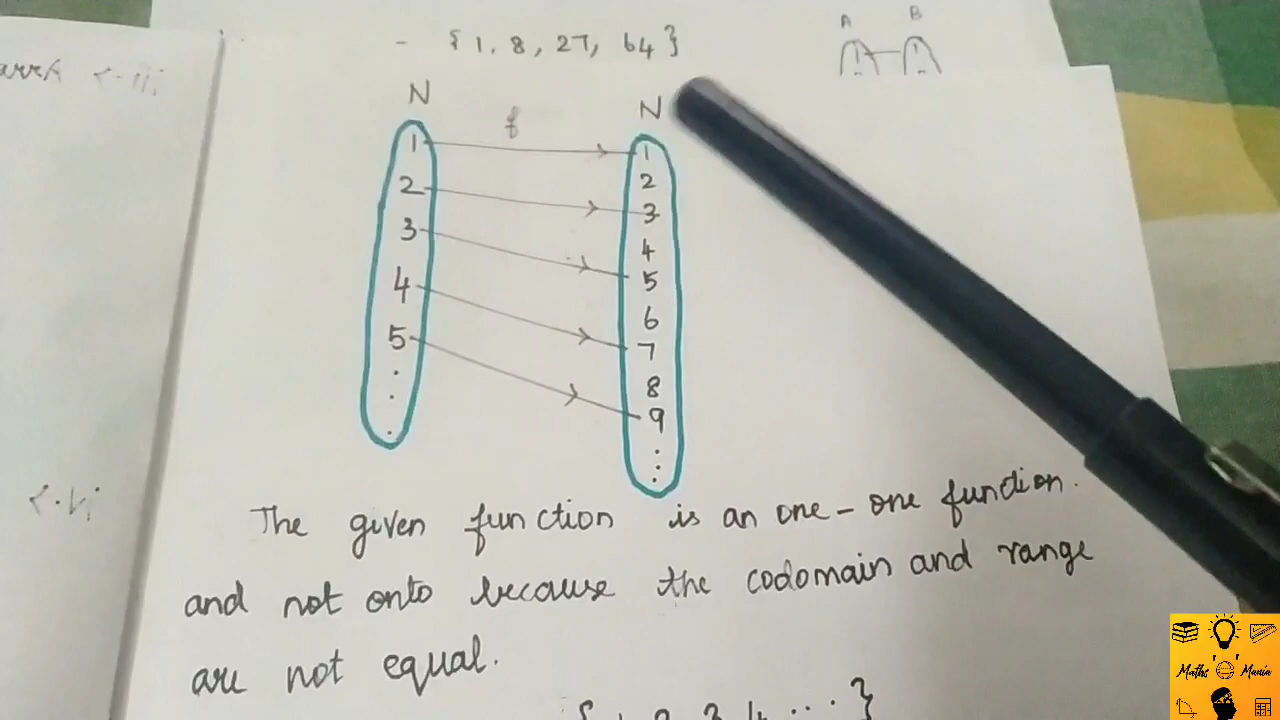 - {1, 8, 27, 64}
A B
N N
f
1 1
2 2
3 3
4 4
5 5
6
7
8
9
The given function is an one-one function.
and not onto because the codomain and range
are not equal.
Maths Mania